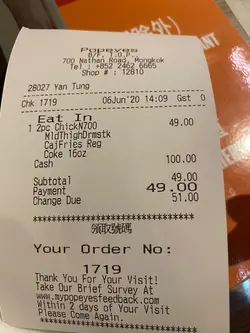 Popeyes
B/F, T.O.P.,
700 Nathan Road, Mongkok
Tel : +852 2462 6665
Shop # : 12810
28027 Yan Tung
Chk 1719 06Jun'20 14:09 Gst 0
Eat In
1 2pc ChickN700 49.00
MldThighDrmstk
CajFries Reg
Coke 16oz
Cash 100.00
Subtotal 49.00
Payment 49.00
Change Due 51.00
領取號碼
Your Order No:
1719
Thank You For Your Visit!
Take Our Brief Survey At
www.mypopeyesfeedback.com
Within 2 days of Your Visit
Please Come Again.